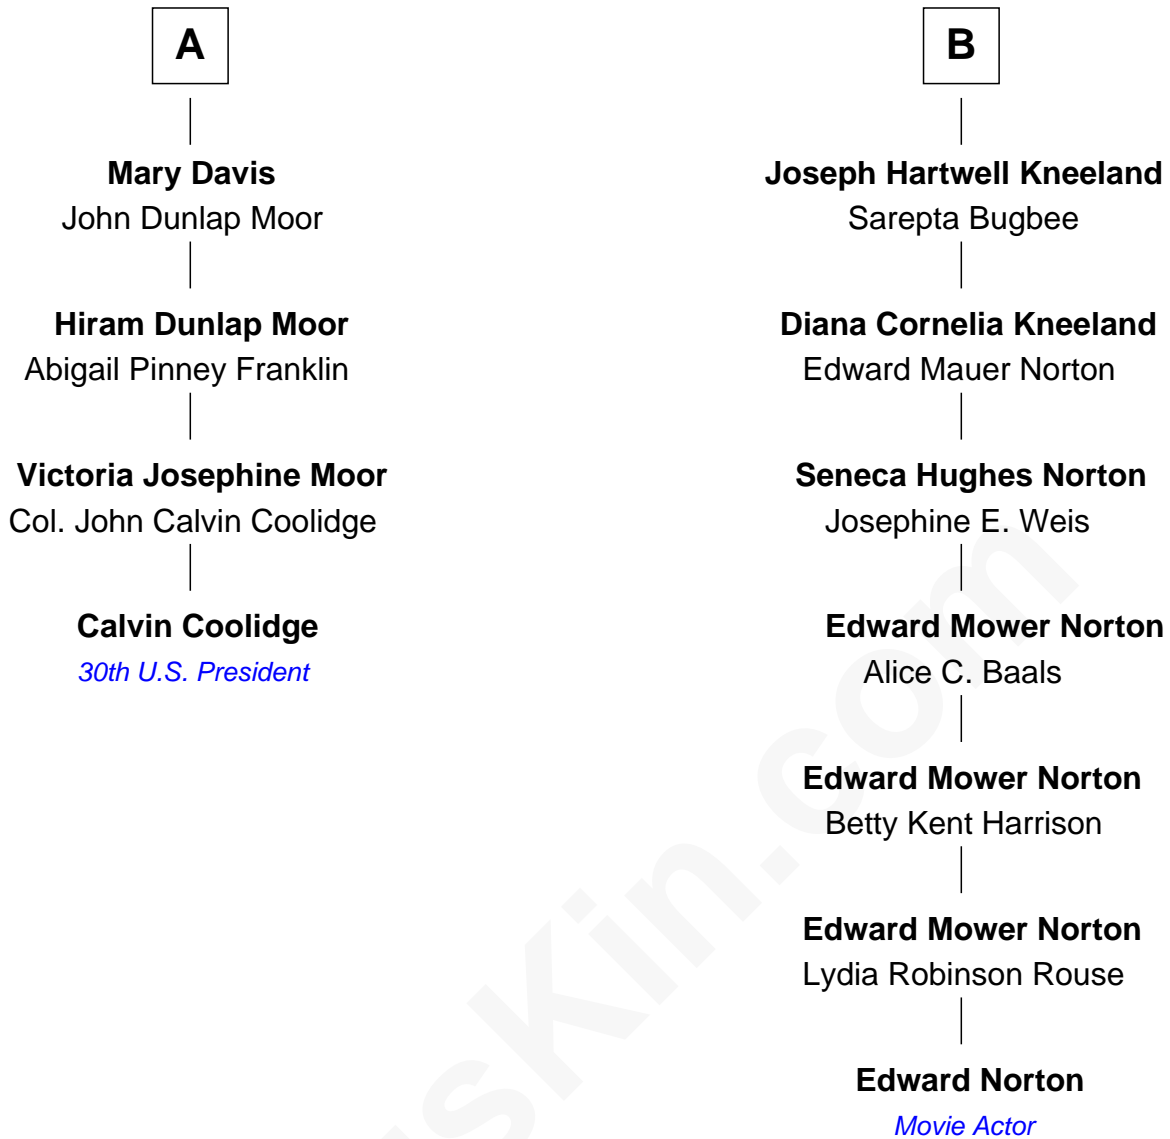 A
Mary Davis
John Dunlap Moor
Hiram Dunlap Moor
Abigail Pinney Franklin
Victoria Josephine Moor
Col. John Calvin Coolidge
Calvin Coolidge
30th U.S. President
B
Joseph Hartwell Kneeland
Sarepta Bugbee
Diana Cornelia Kneeland
Edward Mauer Norton
Seneca Hughes Norton
Josephine E. Weis
Edward Mower Norton
Alice C. Baals
Edward Mower Norton
Betty Kent Harrison
Edward Mower Norton
Lydia Robinson Rouse
Edward Norton
Movie Actor
sKin.com